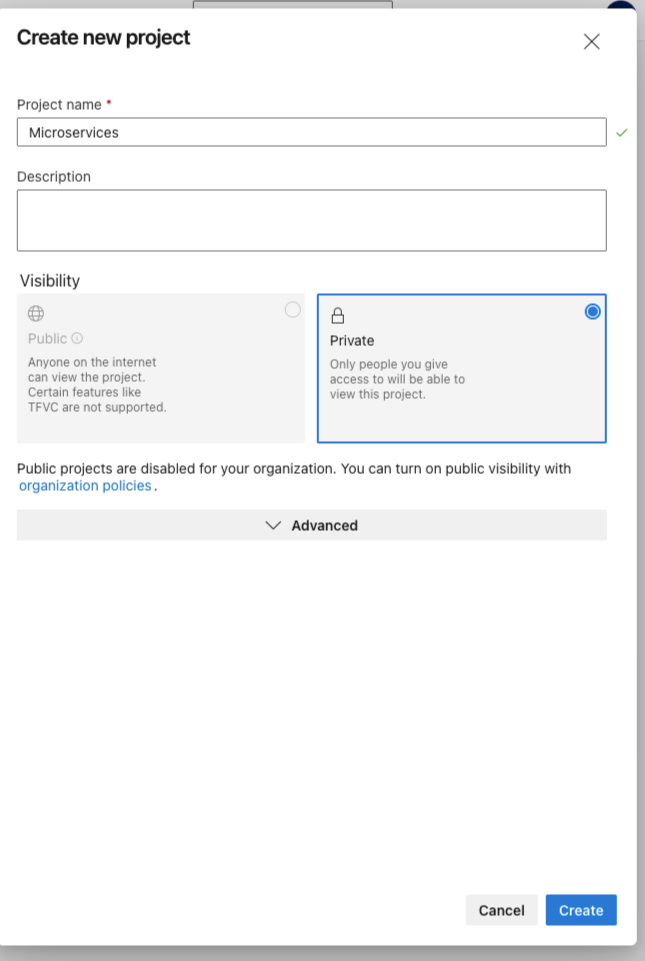 Create new project
Project name *
Microservices
Description
Visibility
Public
Anyone on the internet
can view the project.
Certain features like
TFVC are not supported.
Private
Only people you give
access to will be able to
view this project.
Public projects are disabled for your organization. You can turn on public visibility with
organization policies.
Advanced
Cancel
Create